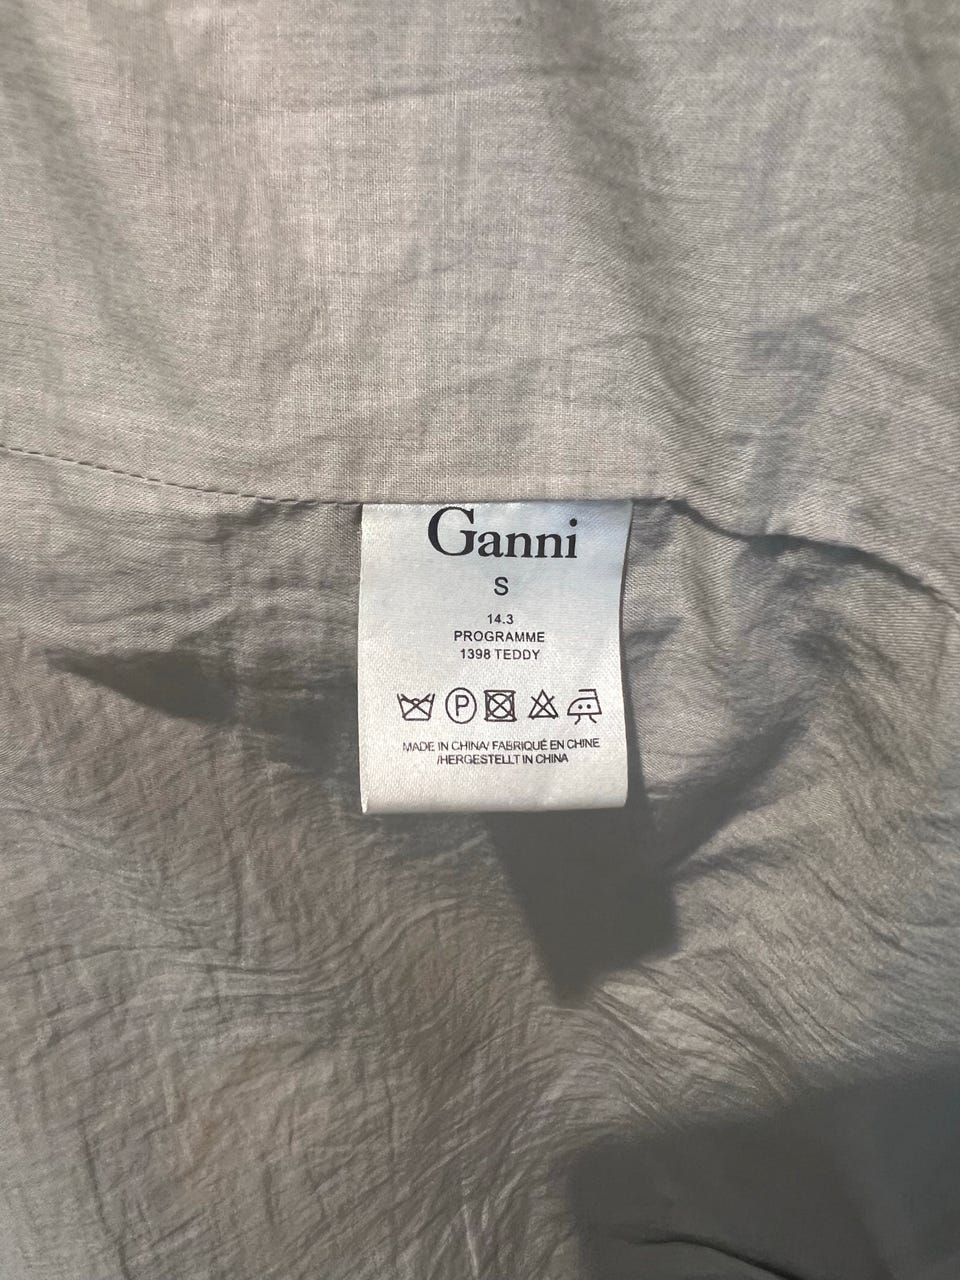 Ganni
S
14.3
PROGRAMME
1398 TEDDY
P
MADE IN CHINA/ FABRIQUÉ EN CHINE
/HERGESTELLT IN CHINA